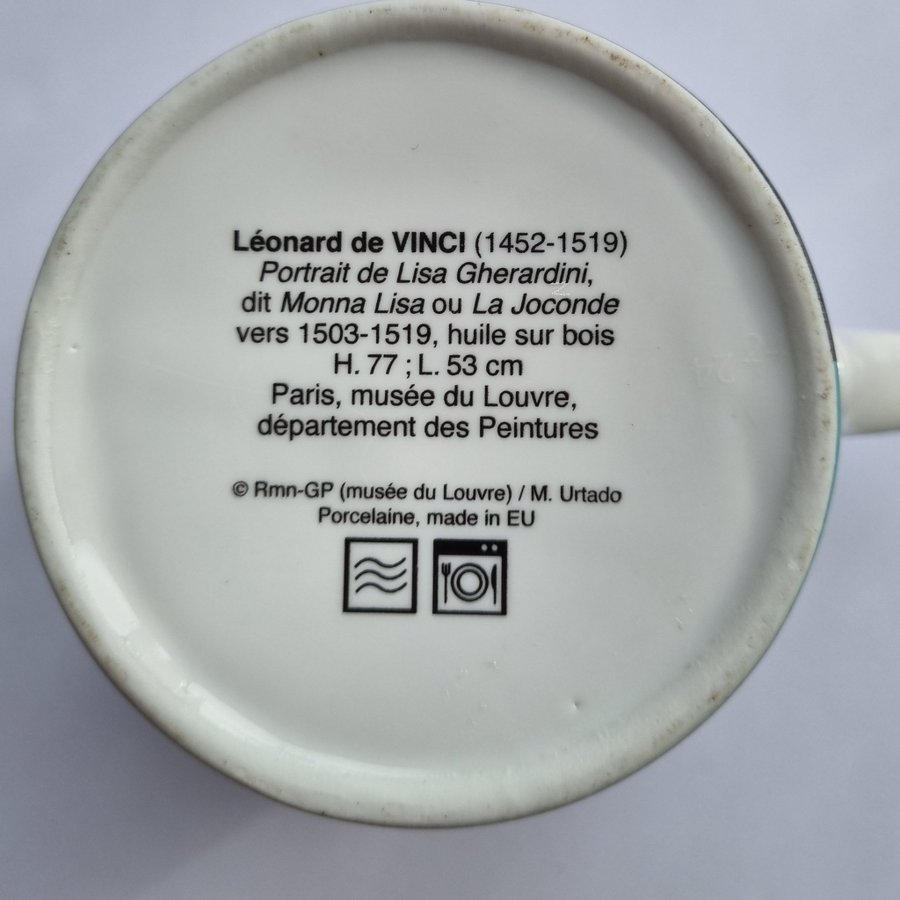 Léonard de VINCI (1452-1519)
Portrait de Lisa Gherardini,
dit Monna Lisa ou La Joconde
vers 1503-1519, huile sur bois
H. 77 ; L. 53 cm
Paris, musée du Louvre,
département des Peintures
© Rmn-GP (musée du Louvre) / M. Urtado
Porcelaine, made in EU